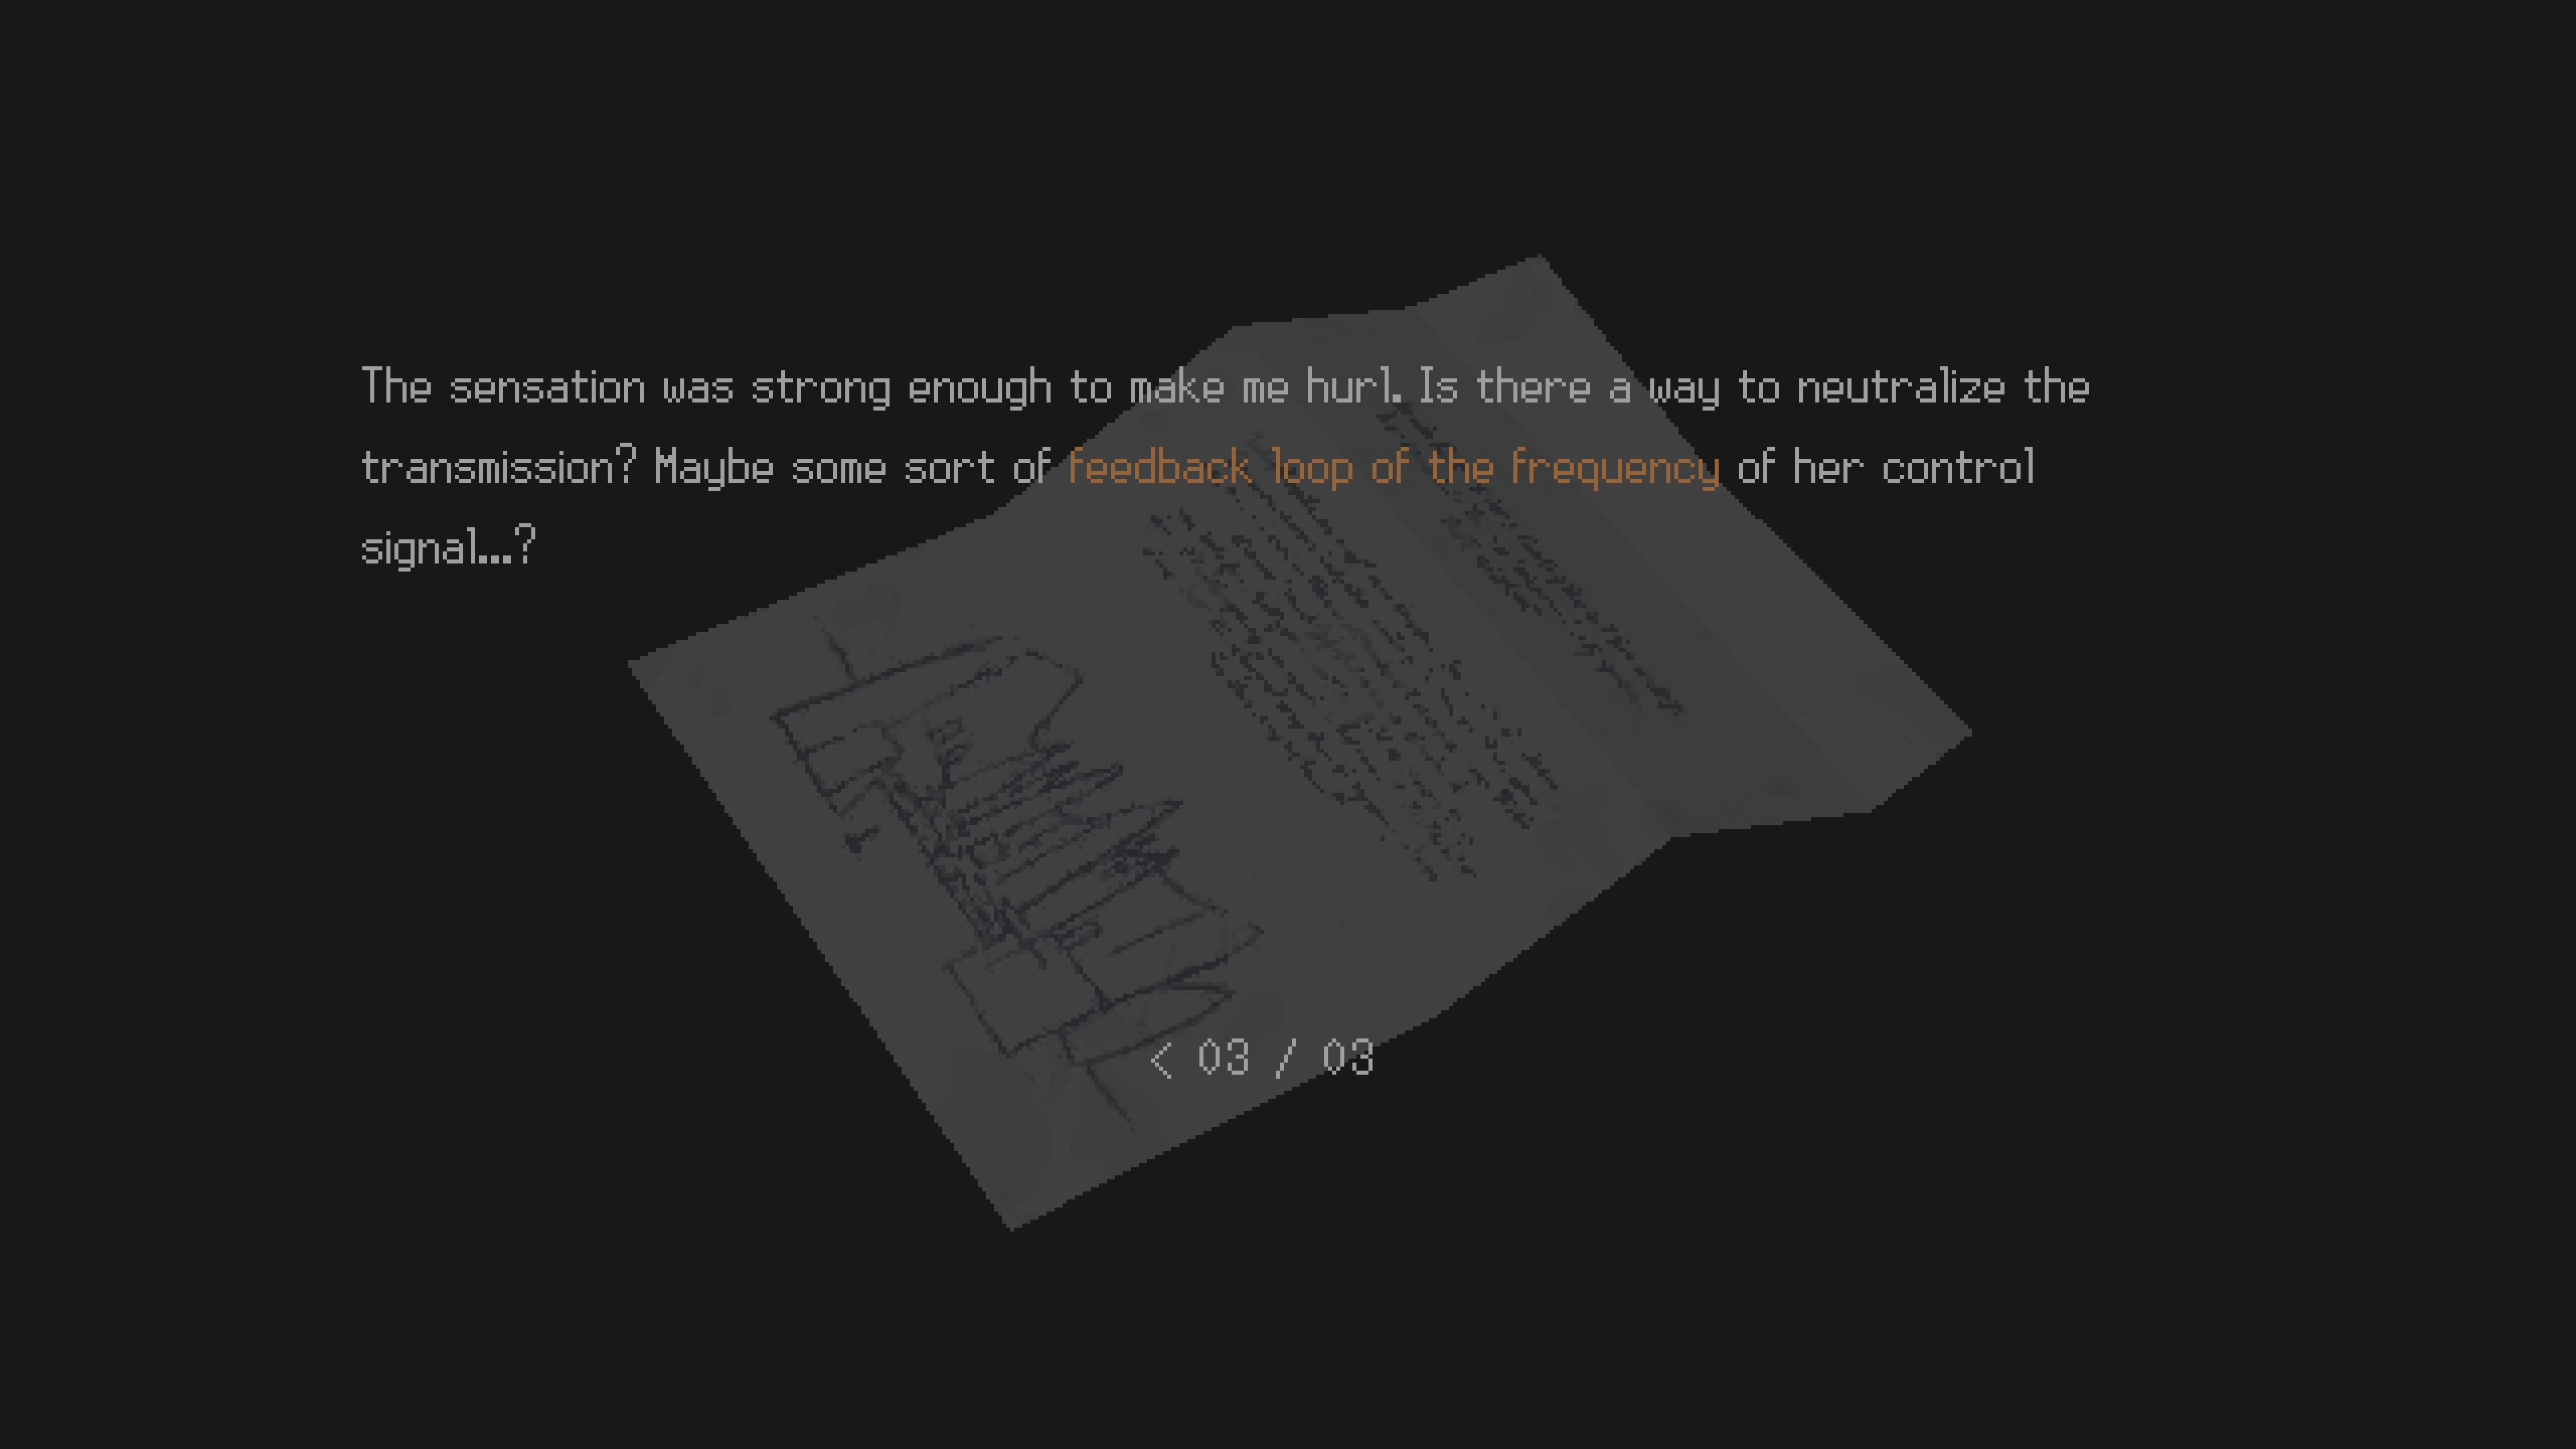 The sensation was strong enough to make me hurl. Is there a way to neutralize the
transmission? Maybe some sort of feedback loop of the frequency of her control
signal...?
< 03 / 03